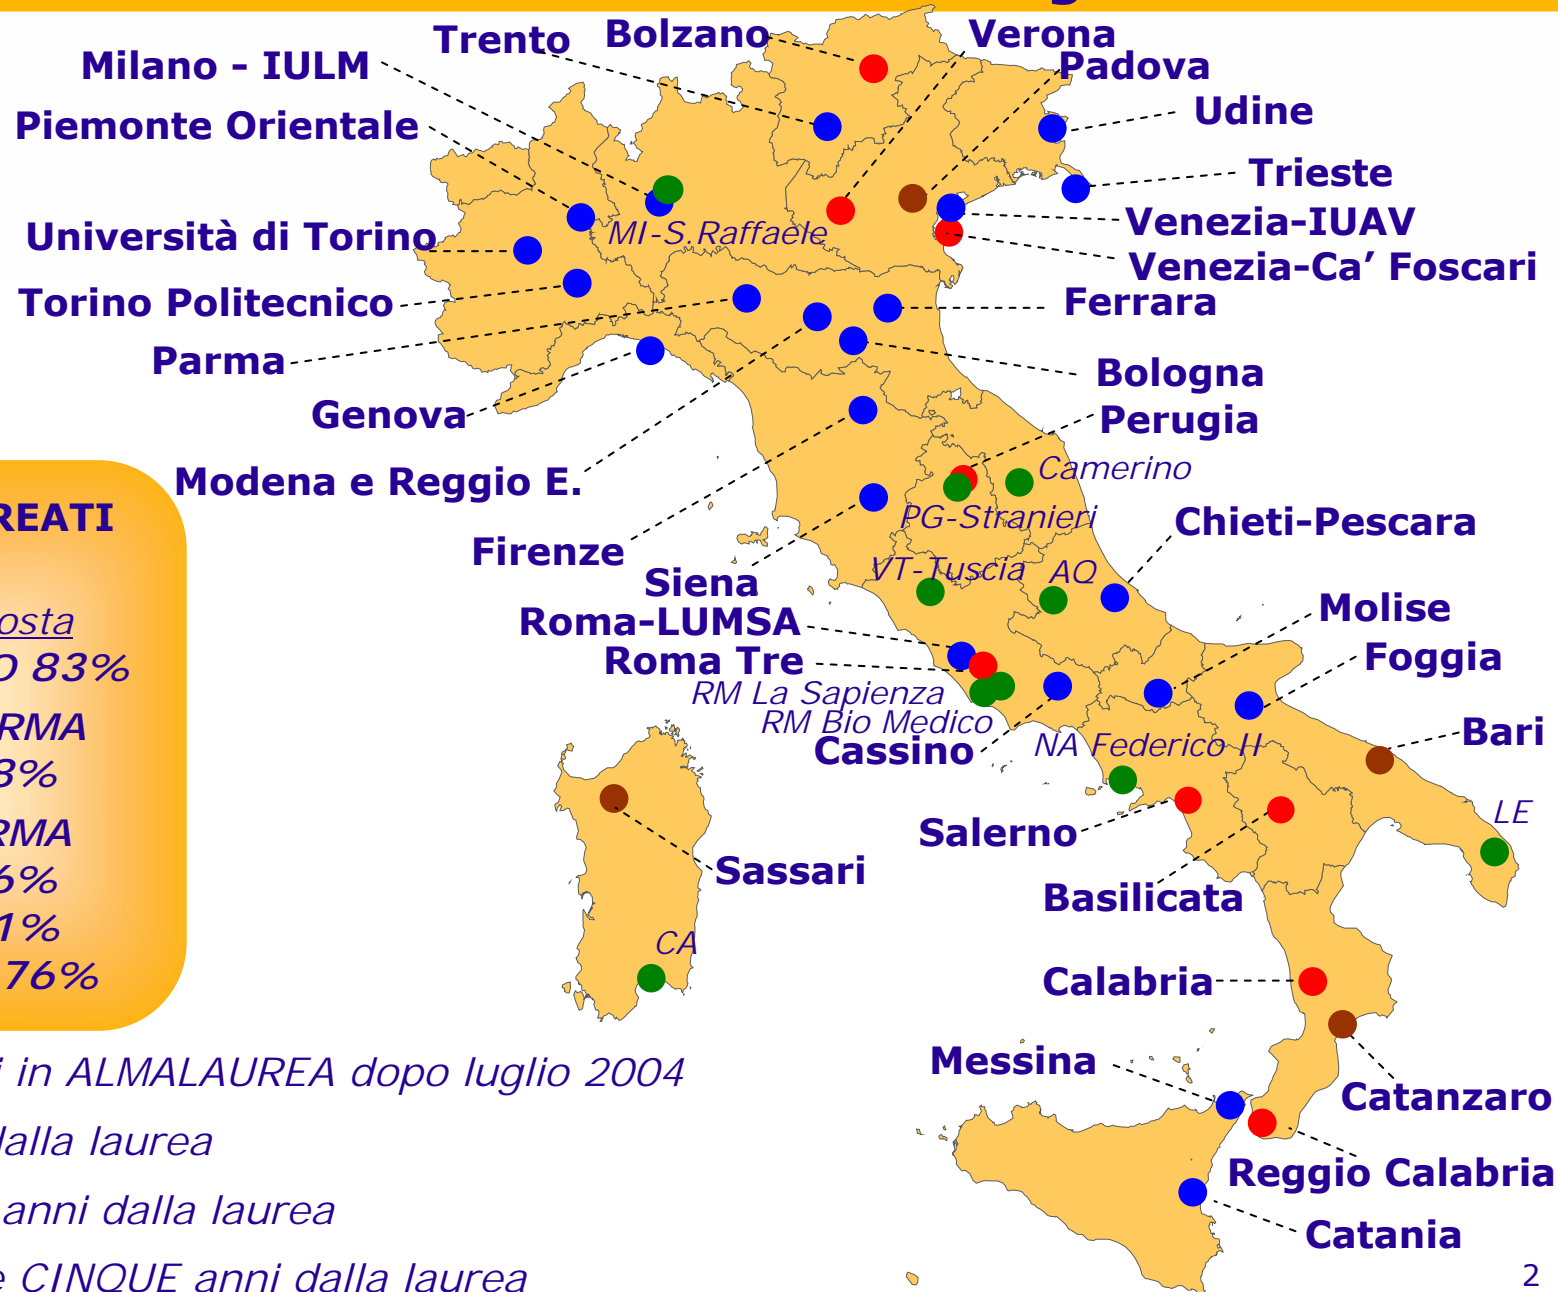 Trento
Bolzano
Verona
Milano - IULM
Padova
Piemonte Orientale
Udine
Trieste
Università di Torino
MI-S.Raffaele
Venezia-IUAV
Venezia-Ca’ Foscari
Torino Politecnico
Ferrara
Parma
Bologna
Genova
Perugia
Modena e Reggio E.
Camerino
PG-Stranieri
Chieti-Pescara
Firenze
Siena
VT-Tuscia
AQ
Roma-LUMSA
Molise
Roma Tre
Foggia
RM La Sapienza
RM Bio Medico
Cassino
NA Federico II
Bari
Salerno
LE
Sassari
Basilicata
CA
Calabria
Messina
Catanzaro
Reggio Calabria
Catania
REATI
osta
O 83%
RMA
3%
RMA
6%
1%
76%
i in ALMALAUREA dopo luglio 2004
dalla laurea
anni dalla laurea
e CINQUE anni dalla laurea
2